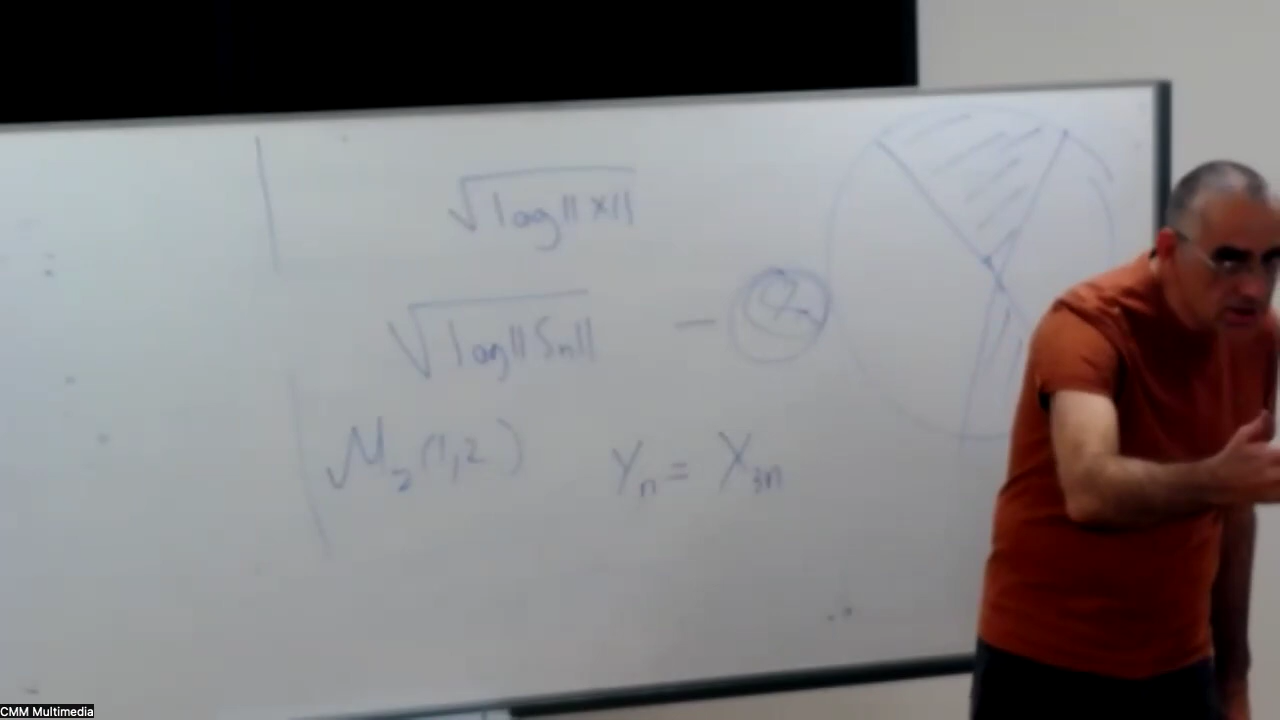 √log||X||
√log||Sn|| –
M₂(1,2) Yn = X3n
CMM Multimedia